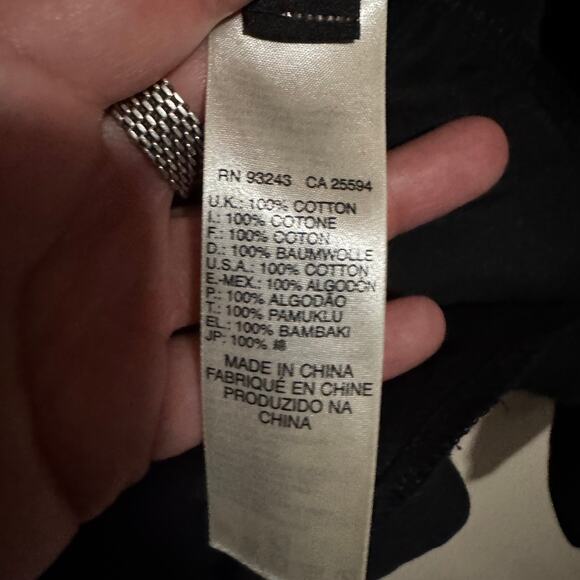 RN 93243 CA 25594
U.K.: 100% COTTON
I.: 100% COTONE
F.: 100% COTON
D.: 100% BAUMWOLLE
U.S.A.: 100% COTTON
E.-MEX.: 100% ALGODÓN
P.: 100% ALGODÃO
T.: 100% PAMUKLU
EL.: 100% BAMBAKI
JP: 100% 綿
MADE IN CHINA
FABRIQUÉ EN CHINE
PRODUZIDO NA
CHINA